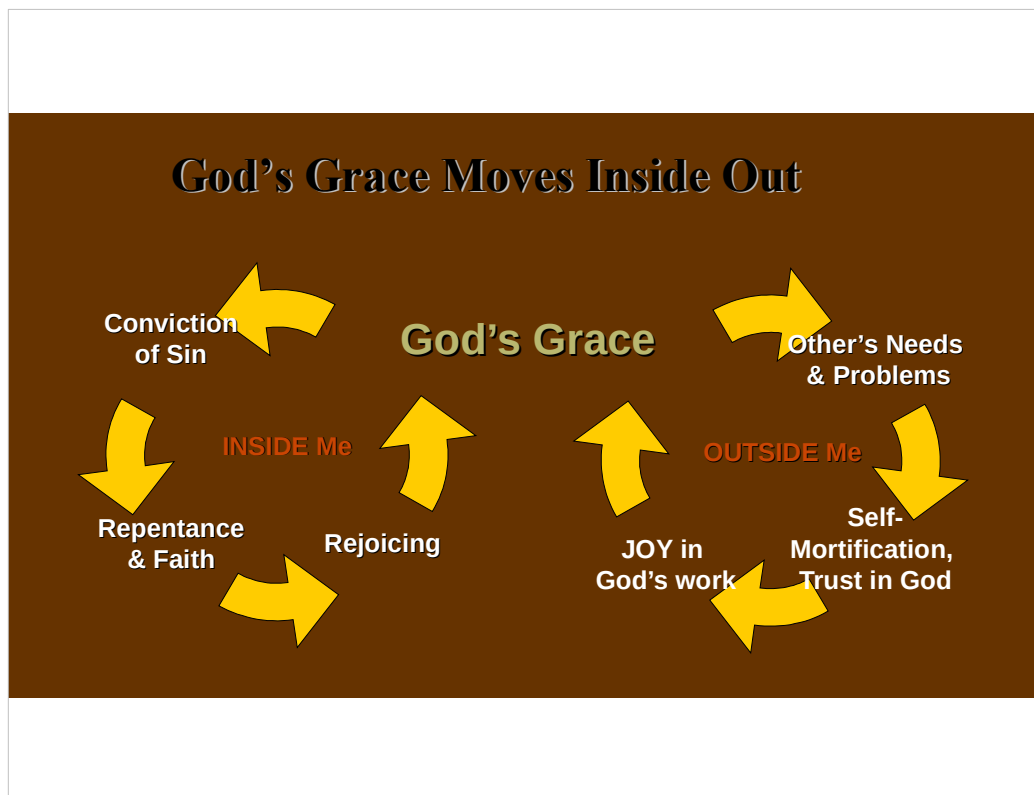 God's Grace Moves Inside Out
God's Grace
Conviction
of Sin
INSIDE Me
Repentance
& Faith
Rejoicing
Other's Needs
& Problems
OUTSIDE Me
Self-
Mortification,
Trust in God
JOY in
God's work